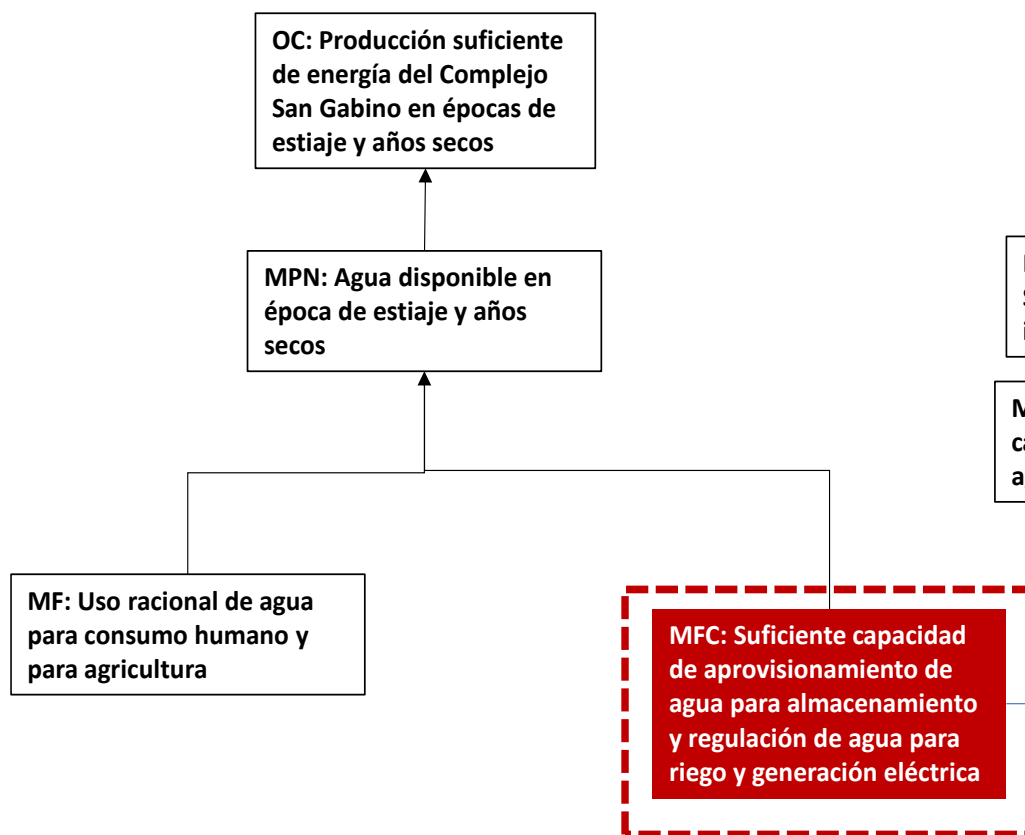 OC: Producción suficiente
de energía del Complejo
San Gabino en épocas de
estiaje y años secos
MPN: Agua disponible en
época de estiaje y años
secos
MF: Uso racional de agua
para consumo humano y
para agricultura
MFC: Suficiente capacidad
de aprovisionamiento de
agua para almacenamiento
y regulación de agua para
riego y generación eléctrica